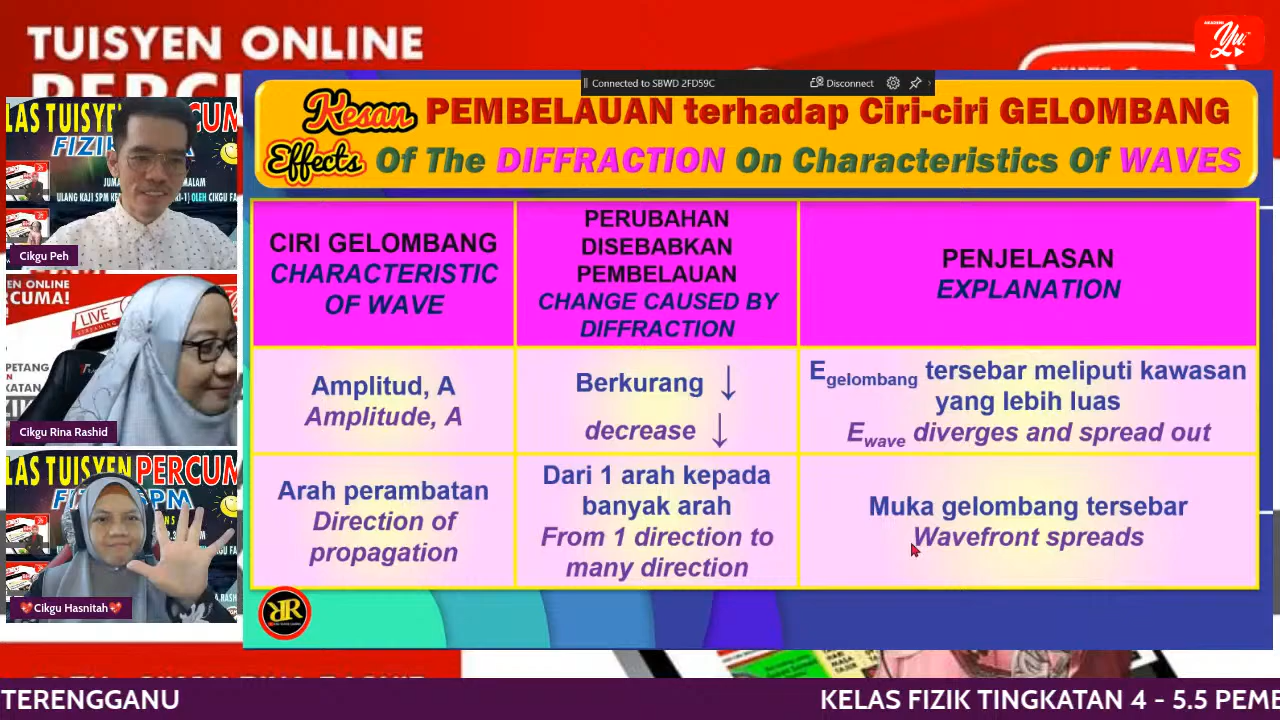 TUISYEN ONLINE
Connected to SBWD 2FD59C
Disconnect
Kesan PEMBELAUAN terhadap Ciri-ciri GELOMBANG
Effects Of The DIFFRACTION On Characteristics Of WAVES
CIRI GELOMBANG
CHARACTERISTIC
OF WAVE
PERUBAHAN
DISEBABKAN
PEMBELAUAN
CHANGE CAUSED BY
DIFFRACTION
PENJELASAN
EXPLANATION
Amplitud, A
Amplitude, A
Berkurang ↓
decrease ↓
Egelombang tersebar meliputi kawasan
yang lebih luas
Ewave diverges and spread out
Arah perambatan
Direction of
propagation
Dari 1 arah kepada
banyak arah
From 1 direction to
many direction
Muka gelombang tersebar
Wavefront spreads
Cikgu Peh
LIVE
Cikgu Rina Rashid
PERCUM
❤Cikgu Hasnitah❤
TERENGGANU
KELAS FIZIK TINGKATAN 4 - 5.5 PEMB